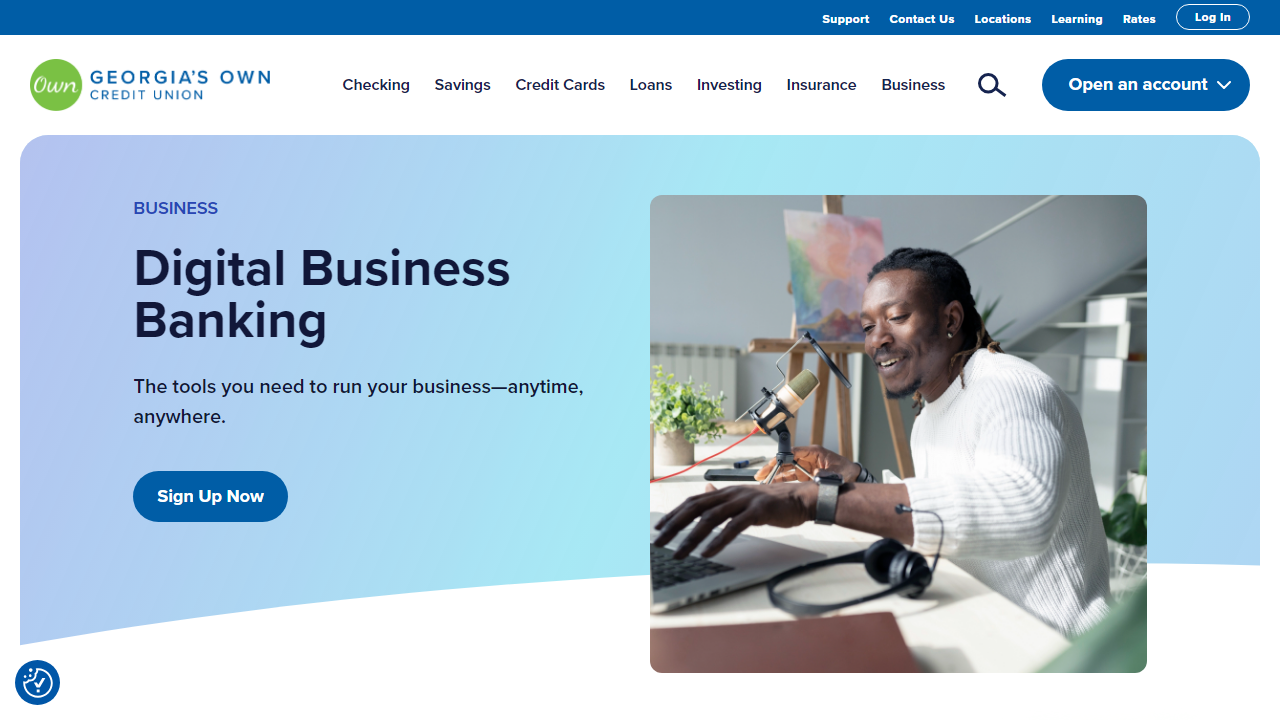 Support Contact Us Locations Learning Rates Log In
Own GEORGIA'S OWN
CREDIT UNION
Checking Savings Credit Cards Loans Investing Insurance Business Open an account
BUSINESS
Digital Business
Banking
The tools you need to run your business—anytime,
anywhere.
Sign Up Now